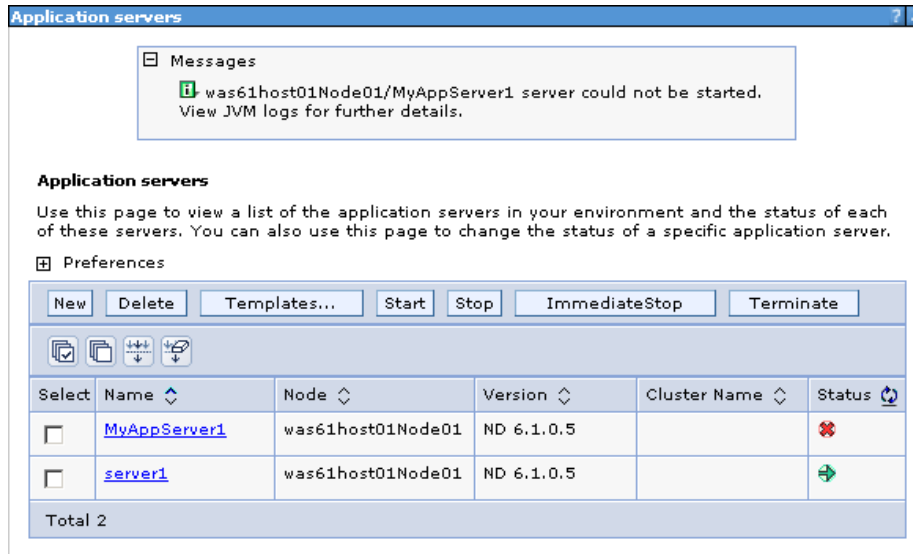 Application servers ?
Messages
was61host01Node01/MyAppServer1 server could not be started.
View JVM logs for further details.
Application servers
Use this page to view a list of the application servers in your environment and the status of each
of these servers. You can also use this page to change the status of a specific application server.
Preferences
New Delete Templates... Start Stop ImmediateStop Terminate
Select Name Node Version Cluster Name Status
MyAppServer1 was61host01Node01 ND 6.1.0.5
server1 was61host01Node01 ND 6.1.0.5
Total 2